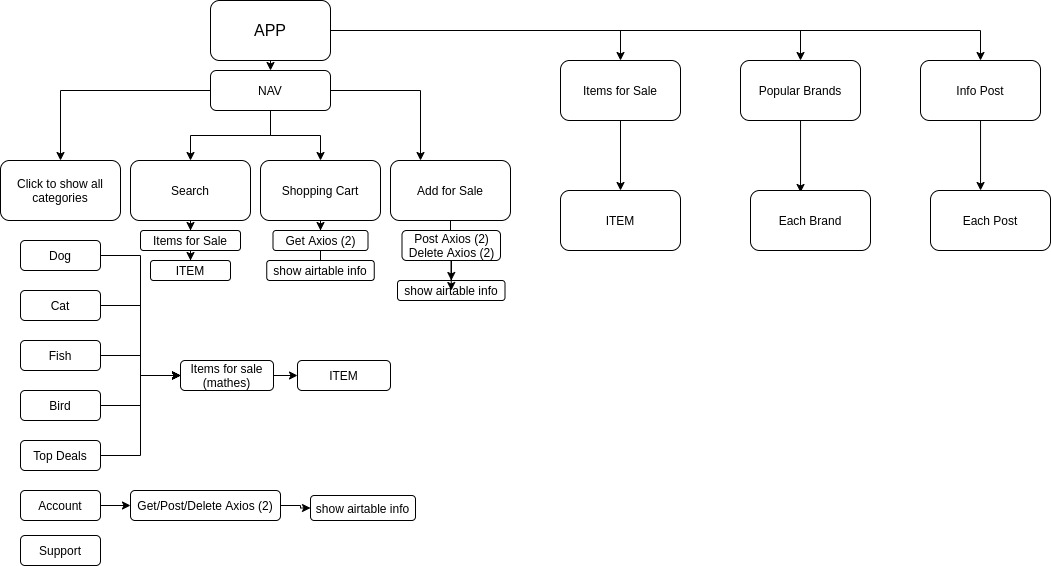 APP
NAV
Items for Sale
Popular Brands
Info Post
Click to show all
categories
Search
Shopping Cart
Add for Sale
ITEM
Each Brand
Each Post
Items for Sale
Get Axios (2)
Post Axios (2)
Delete Axios (2)
ITEM
show airtable info
show airtable info
Dog
Cat
Fish
Bird
Top Deals
Items for sale
(mathes)
ITEM
Account
Get/Post/Delete Axios (2)
show airtable info
Support